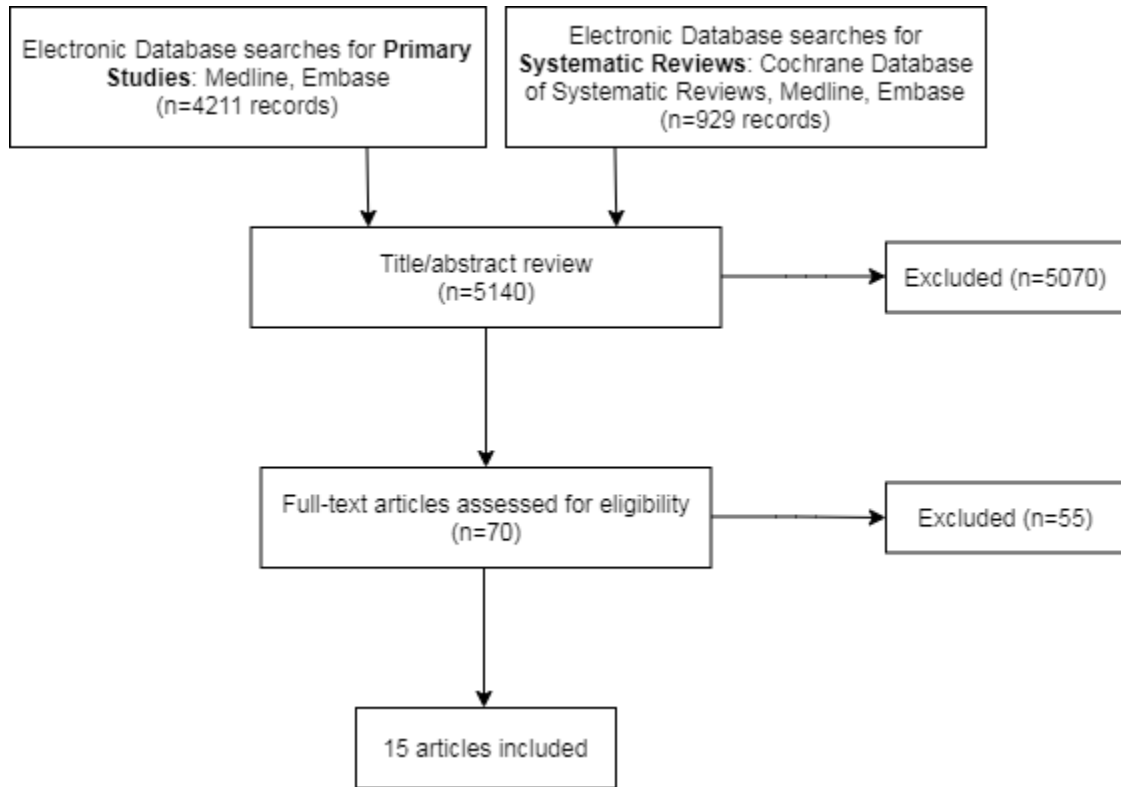 Electronic Database searches for Primary
Studies: Medline, Embase
(n=4211 records)
Electronic Database searches for
Systematic Reviews: Cochrane Database
of Systematic Reviews, Medline, Embase
(n=929 records)
Title/abstract review
(n=5140)
Excluded (n=5070)
Full-text articles assessed for eligibility
(n=70)
Excluded (n=55)
15 articles included